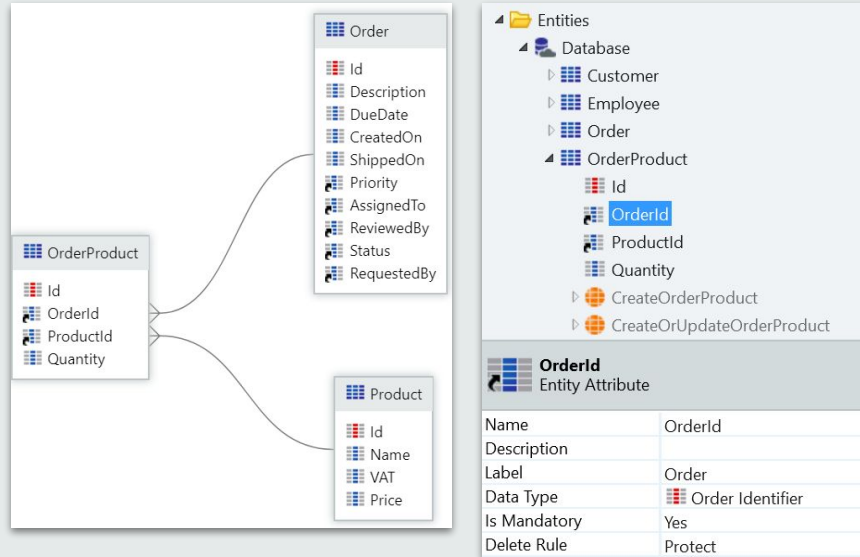 Order
Id
Description
DueDate
CreatedOn
ShippedOn
Priority
AssignedTo
ReviewedBy
Status
RequestedBy
OrderProduct
Id
OrderId
ProductId
Quantity
Product
Id
Name
VAT
Price
Entities
Database
Customer
Employee
Order
OrderProduct
Id
OrderId
ProductId
Quantity
CreateOrderProduct
CreateOrUpdateOrderProduct
OrderId
Entity Attribute
Name OrderId
Description
Label Order
Data Type Order Identifier
Is Mandatory Yes
Delete Rule Protect